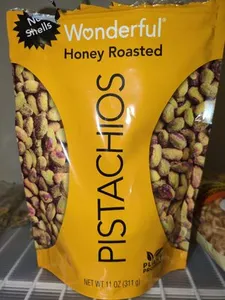 No
Shells
Wonderful®
Honey Roasted
PISTACHIOS
NET WT 11 OZ (311 g)